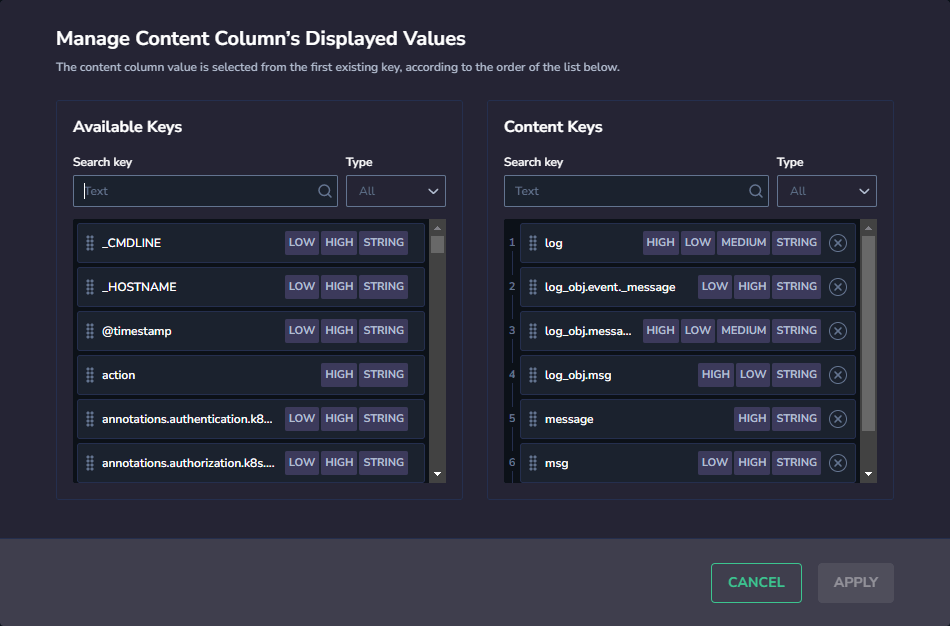 Manage Content Column's Displayed Values
The content column value is selected from the first existing key, according to the order of the list below.
Available Keys
Search key Type
Text All
_CMDLINE LOW HIGH STRING
_HOSTNAME LOW HIGH STRING
@timestamp LOW HIGH STRING
action HIGH STRING
annotations.authentication.k8... LOW HIGH STRING
annotations.authorization.k8s.... LOW HIGH STRING
Content Keys
Search key Type
Text All
1 log HIGH LOW MEDIUM STRING
2 log_obj.event._message LOW HIGH STRING
3 log_obj.messa... HIGH LOW MEDIUM STRING
4 log_obj.msg HIGH LOW STRING
5 message HIGH STRING
6 msg LOW HIGH STRING
CANCEL APPLY